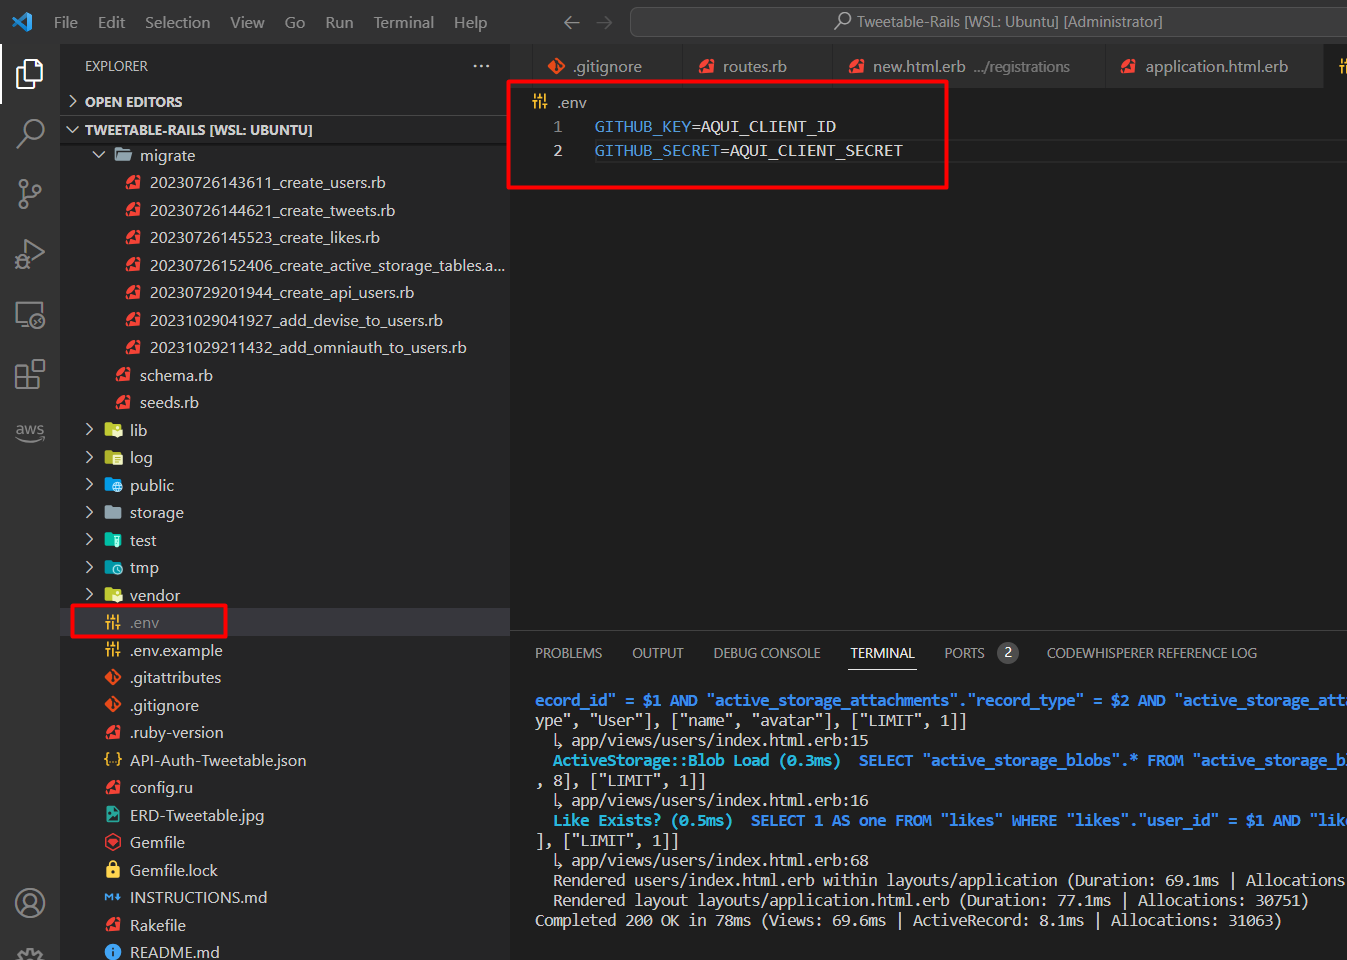 File Edit Selection View Go Run Terminal Help
Tweetable-Rails [WSL: Ubuntu] [Administrator]
EXPLORER
OPEN EDITORS
TWEETABLE-RAILS [WSL: UBUNTU]
migrate
20230726143611_create_users.rb
20230726144621_create_tweets.rb
20230726145523_create_likes.rb
20230726152406_create_active_storage_tables.a...
20230729201944_create_api_users.rb
20231029041927_add_devise_to_users.rb
20231029211432_add_omniauth_to_users.rb
schema.rb
seeds.rb
lib
log
public
storage
test
tmp
vendor
.env
.env.example
.gitattributes
.gitignore
.ruby-version
API-Auth-Tweetable.json
config.ru
ERD-Tweetable.jpg
Gemfile
Gemfile.lock
INSTRUCTIONS.md
Rakefile
README.md
aws
.gitignore routes.rb new.html.erb .../registrations application.html.erb
.env
1 GITHUB_KEY=AQUI_CLIENT_ID
2 GITHUB_SECRET=AQUI_CLIENT_SECRET
PROBLEMS OUTPUT DEBUG CONSOLE TERMINAL PORTS 2 CODEWHISPERER REFERENCE LOG
ecord_id" = $1 AND "active_storage_attachments"."record_type" = $2 AND "active_storage_att
ype", "User"], ["name", "avatar"], ["LIMIT", 1]]
↳ app/views/users/index.html.erb:15
ActiveStorage::Blob Load (0.3ms) SELECT "active_storage_blobs".* FROM "active_storage_b
, 8], ["LIMIT", 1]]
↳ app/views/users/index.html.erb:16
Like Exists? (0.5ms) SELECT 1 AS one FROM "likes" WHERE "likes"."user_id" = $1 AND "lik
], ["LIMIT", 1]]
↳ app/views/users/index.html.erb:68
Rendered users/index.html.erb within layouts/application (Duration: 69.1ms | Allocations
Rendered layout layouts/application.html.erb (Duration: 77.1ms | Allocations: 30751)
Completed 200 OK in 78ms (Views: 69.6ms | ActiveRecord: 8.1ms | Allocations: 31063)